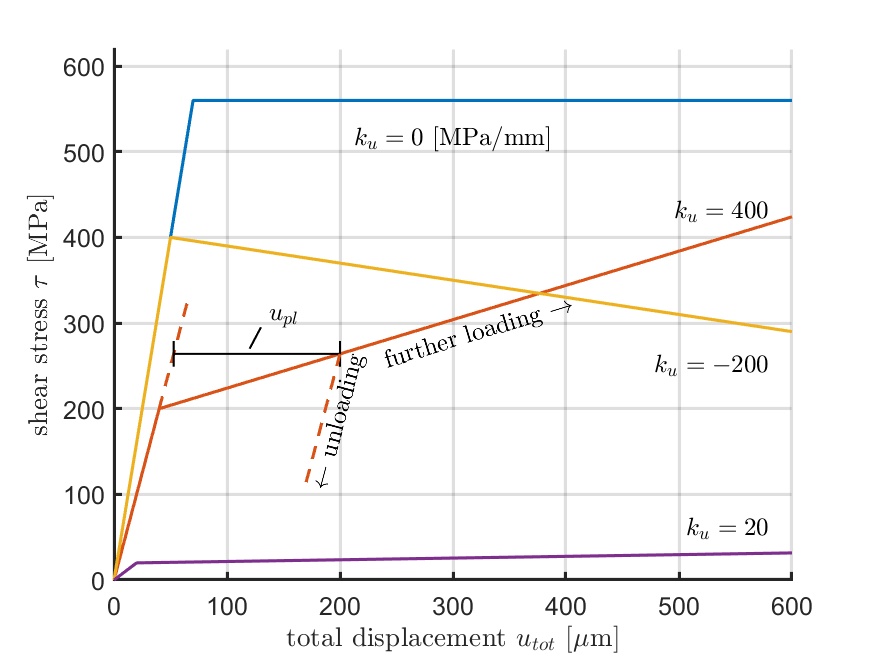 600
500
400
300
200
100
0
shear stress τ [MPa]
k_u = 0 [MPa/mm]
k_u = 400
u_pl
further loading →
← unloading
k_u = −200
k_u = 20
0 100 200 300 400 500 600
total displacement u_tot [μm]